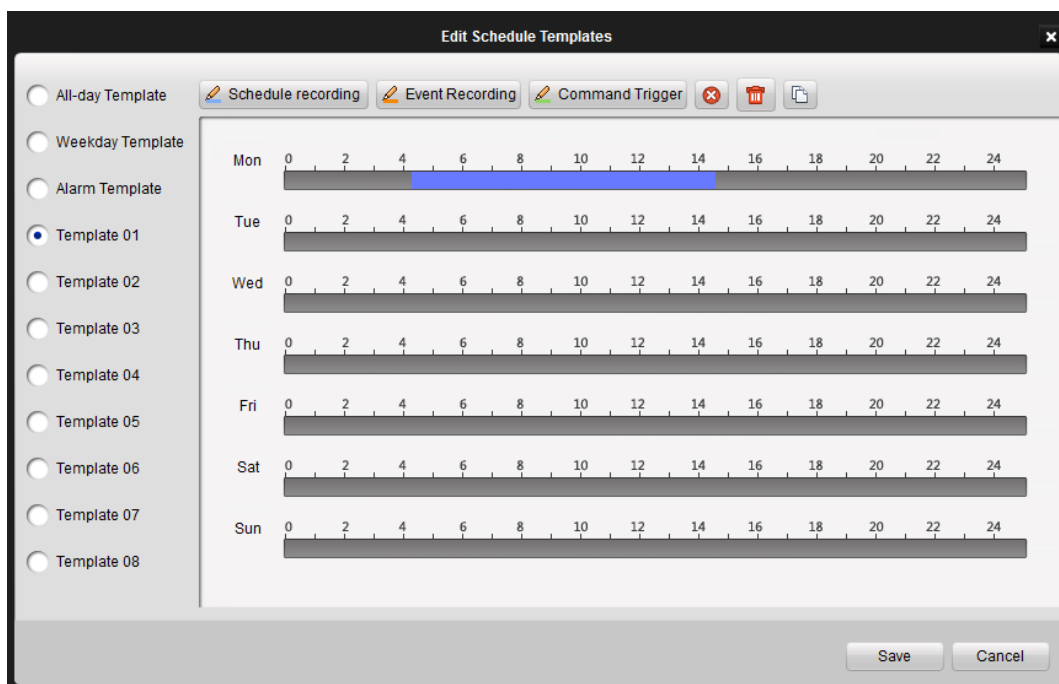 Edit Schedule Templates
All-day Template
Weekday Template
Alarm Template
Template 01
Template 02
Template 03
Template 04
Template 05
Template 06
Template 07
Template 08
Schedule recording Event Recording Command Trigger
Mon 0 2 4 6 8 10 12 14 16 18 20 22 24
Tue 0 2 4 6 8 10 12 14 16 18 20 22 24
Wed 0 2 4 6 8 10 12 14 16 18 20 22 24
Thu 0 2 4 6 8 10 12 14 16 18 20 22 24
Fri 0 2 4 6 8 10 12 14 16 18 20 22 24
Sat 0 2 4 6 8 10 12 14 16 18 20 22 24
Sun 0 2 4 6 8 10 12 14 16 18 20 22 24
Save Cancel